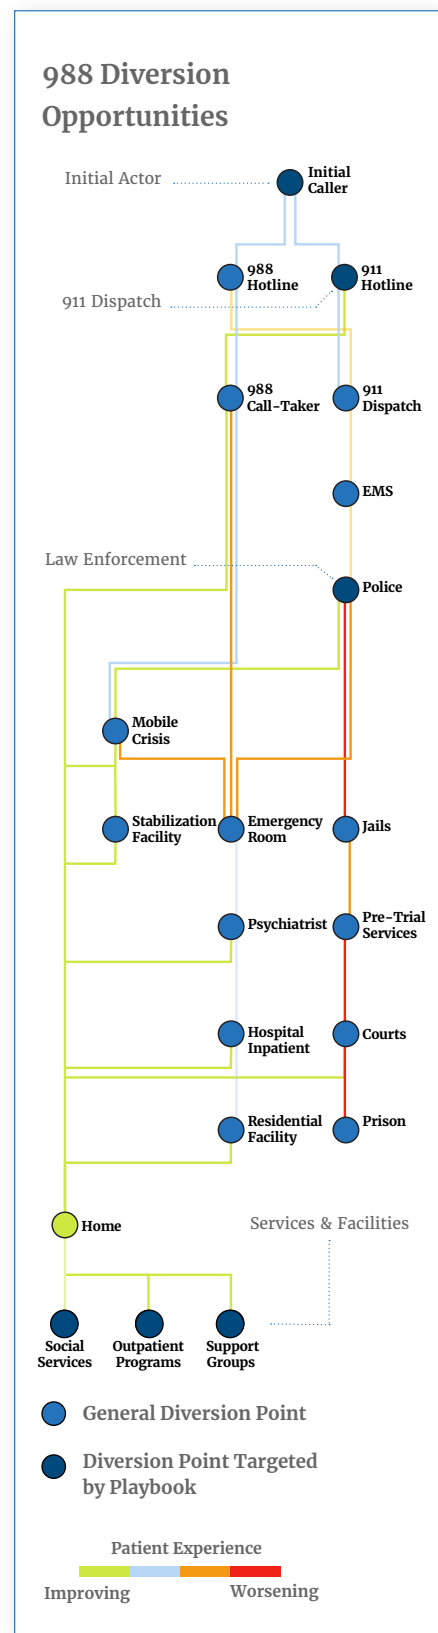 988 Diversion
Opportunities
Initial Actor
Initial
Caller
988
Hotline
911
Hotline
911 Dispatch
988
Call-Taker
911
Dispatch
EMS
Law Enforcement
Police
Mobile
Crisis
Stabilization
Facility
Emergency
Room
Jails
Psychiatrist
Pre-Trial
Services
Hospital
Inpatient
Courts
Residential
Facility
Prison
Home
Services & Facilities
Social
Services
Outpatient
Programs
Support
Groups
General Diversion Point
Diversion Point Targeted
by Playbook
Patient Experience
Improving
Worsening